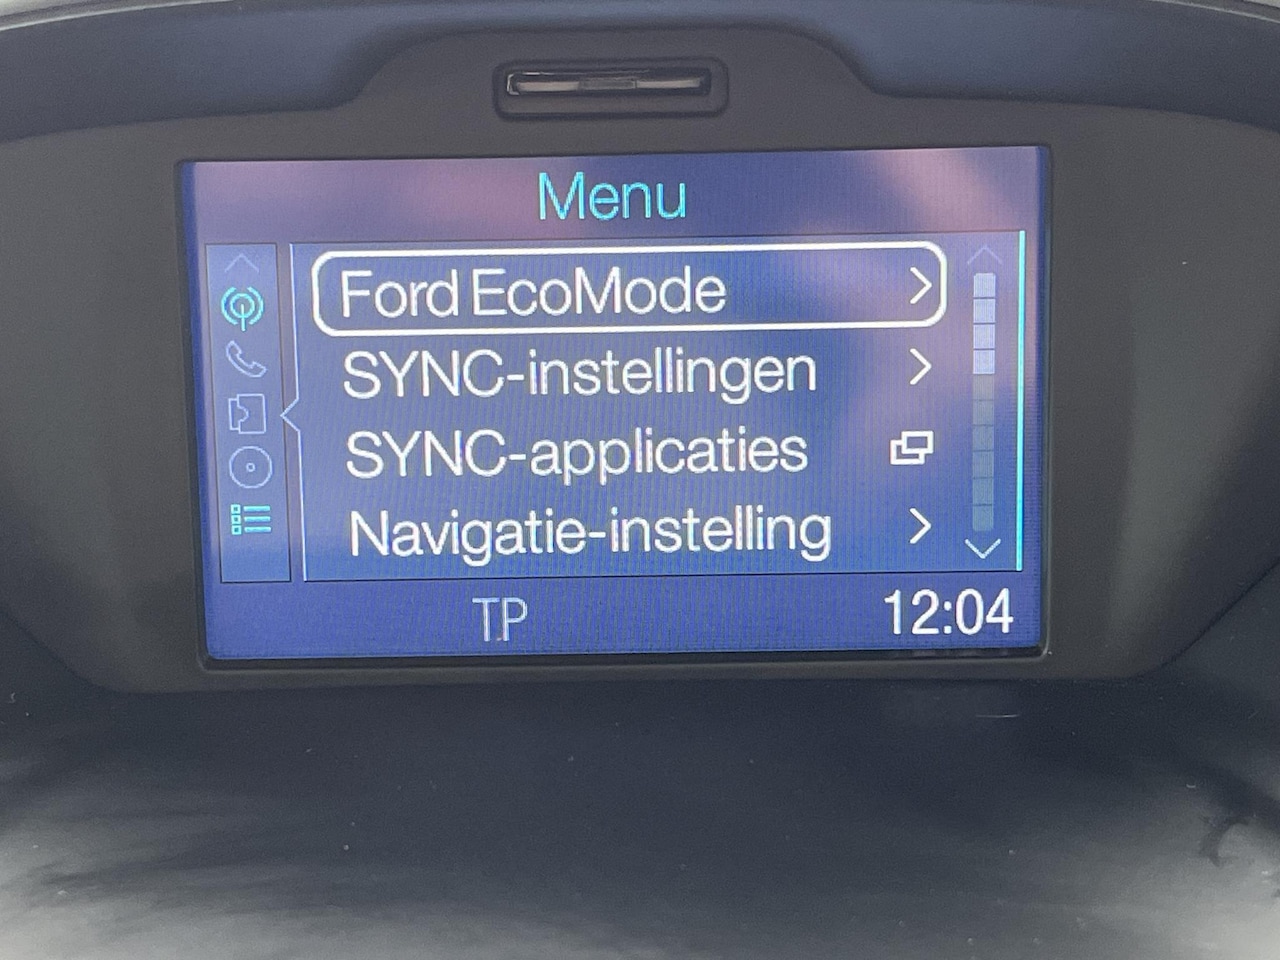 Menu
Ford EcoMode
SYNC-instellingen
SYNC-applicaties
Navigatie-instelling
TP
12:04